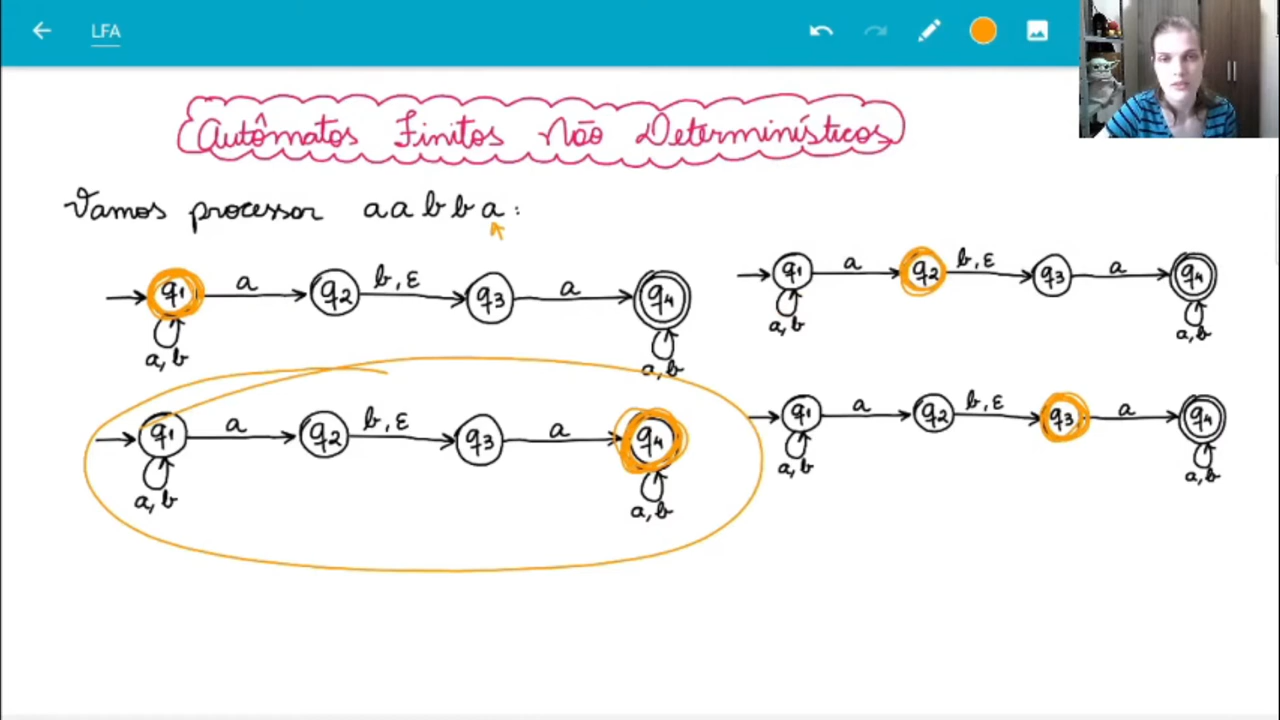 LFA
Autômatos Finitos Não Determinísticos
Vamos processar aabba:
q1 a q2 b, ε q3 a q4
a, b a, b
q1 a q2 b, ε q3 a q4
a, b a, b
q1 a q2 b, ε q3 a q4
a, b a, b
q1 a q2 b, ε q3 a q4
a, b a, b